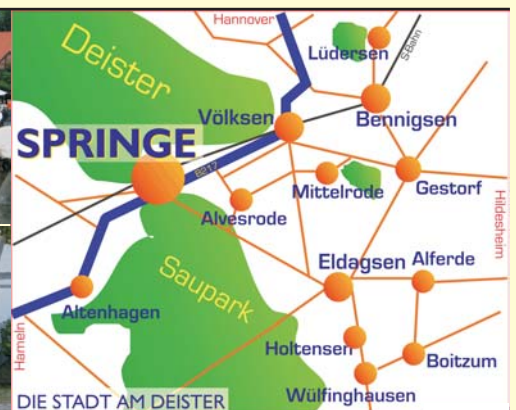 Hannover
Deister
Lüdersen
S-Bahn
Völksen
Bennigsen
SPRINGE
B217
Mittelrode
Gestorf
Alvesrode
Hildesheim
Saupark
Eldagsen
Alferde
Altenhagen
Hameln
Holtensen
Boitzum
Wülfinghausen
DIE STADT AM DEISTER